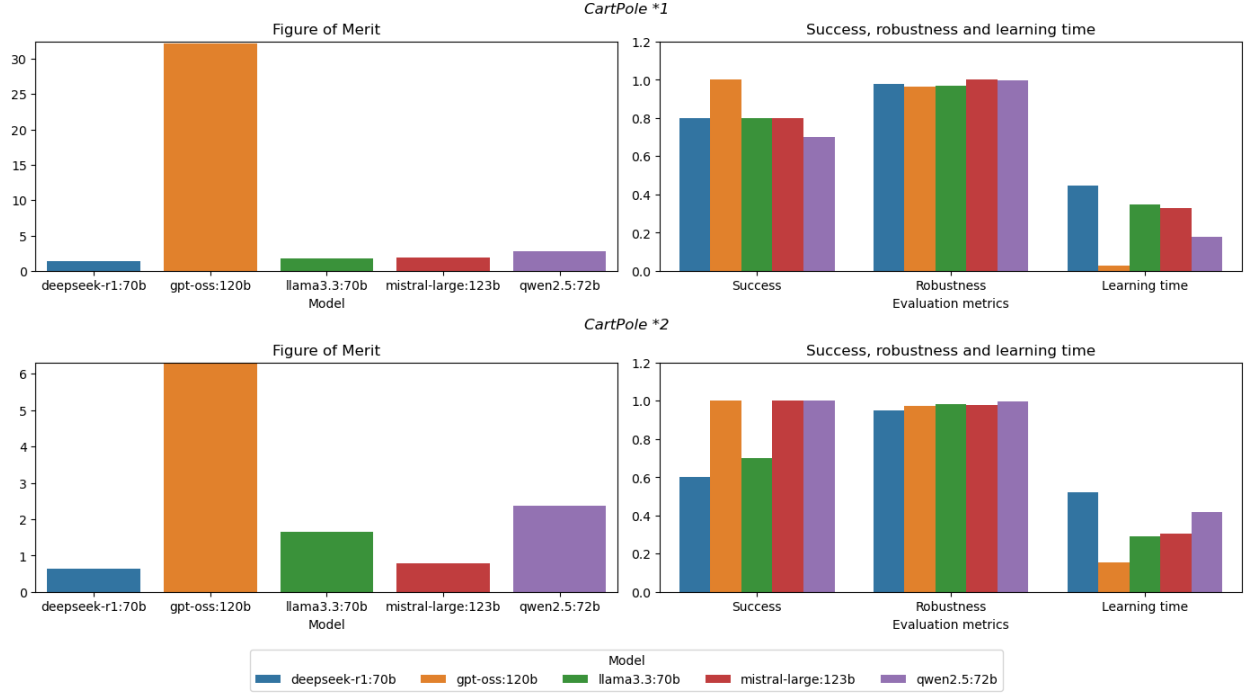 CartPole *1
Figure of Merit
30
25
20
15
10
5
0
deepseek-r1:70b gpt-oss:120b llama3.3:70b mistral-large:123b qwen2.5:72b
Model
Success, robustness and learning time
1.2
1.0
0.8
0.6
0.4
0.2
0.0
Success Robustness Learning time
Evaluation metrics
CartPole *2
Figure of Merit
6
5
4
3
2
1
0
deepseek-r1:70b gpt-oss:120b llama3.3:70b mistral-large:123b qwen2.5:72b
Model
Success, robustness and learning time
1.2
1.0
0.8
0.6
0.4
0.2
0.0
Success Robustness Learning time
Evaluation metrics
Model
deepseek-r1:70b gpt-oss:120b llama3.3:70b mistral-large:123b qwen2.5:72b